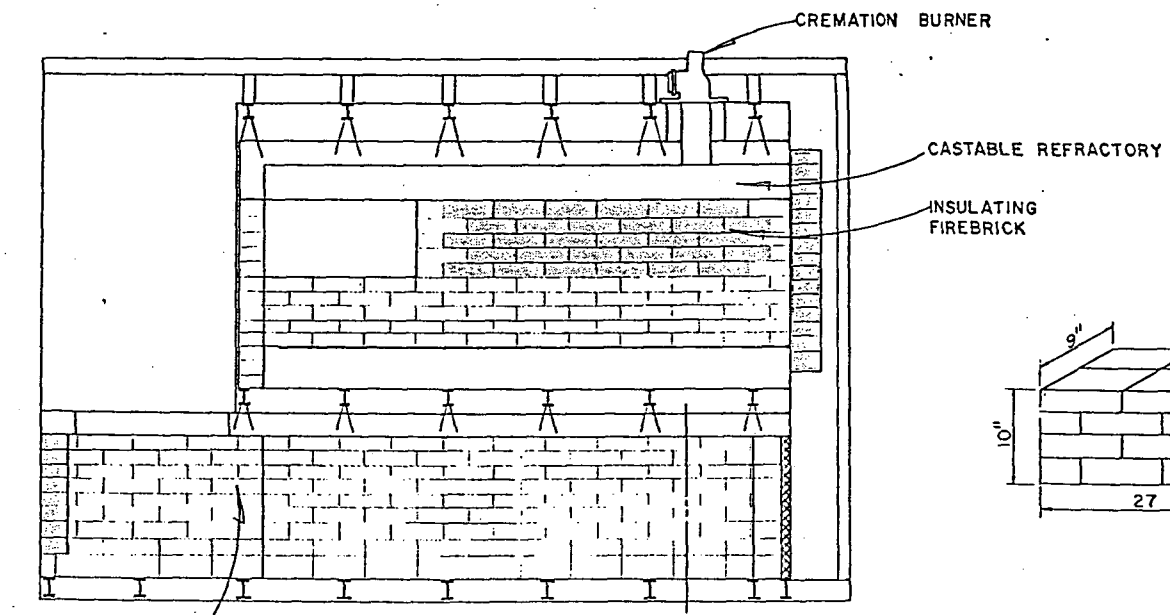 CREMATION BURNER
CASTABLE REFRACTORY
INSULATING
FIREBRICK
9"
10"
27